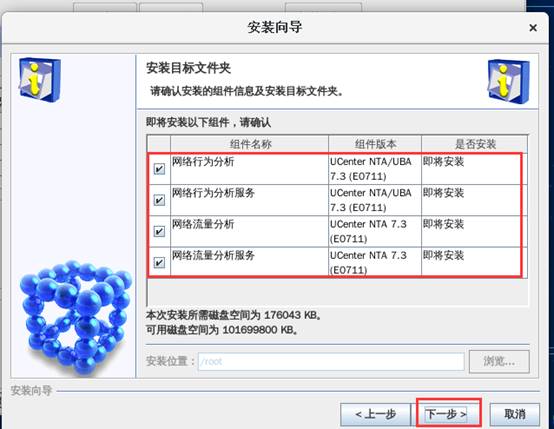 安装向导
安装目标文件夹
请确认安装的组件信息及安装目标文件夹。
即将安装以下组件，请确认
组件名称 组件版本 是否安装
网络行为分析 UCenter NTA/UBA 7.3 (E0711) 即将安装
网络行为分析服务 UCenter NTA/UBA 7.3 (E0711) 即将安装
网络流量分析 UCenter NTA 7.3 (E0711) 即将安装
网络流量分析服务 UCenter NTA 7.3 (E0711) 即将安装
本次安装所需磁盘空间为 176043 KB。
可用磁盘空间为 101699800 KB。
安装位置： /root 浏览...
安装向导
< 上一步 下一步 > 取消